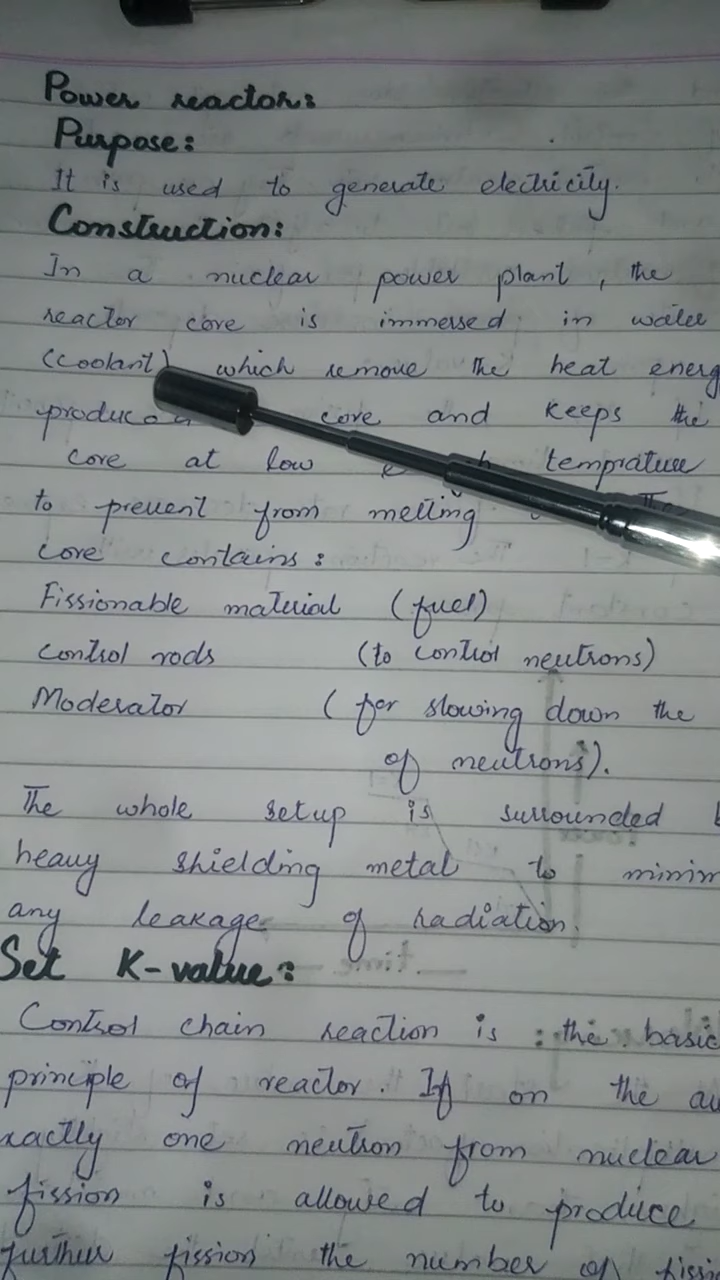 Power reactor:
Purpose:
It is used to generate electricity.
Construction:
In a nuclear power plant, the
reactor core is immersed in water
(coolant) which remove the heat energ
core and keeps the
core at low temprature
to prevent from melting
core contains:
Fissionable material (fuel)
Control rods (to control neutrons)
Moderator (for slowing down the
of neutrons).
The whole setup is surrounded
heavy shielding metal to minim
any leakage of radiation.
Set K-value:
Control chain reaction is : the basic
principle of reactor. If on the
xactly one neutron from nuclear
fission is allowed to produce
further fission the number of fissi